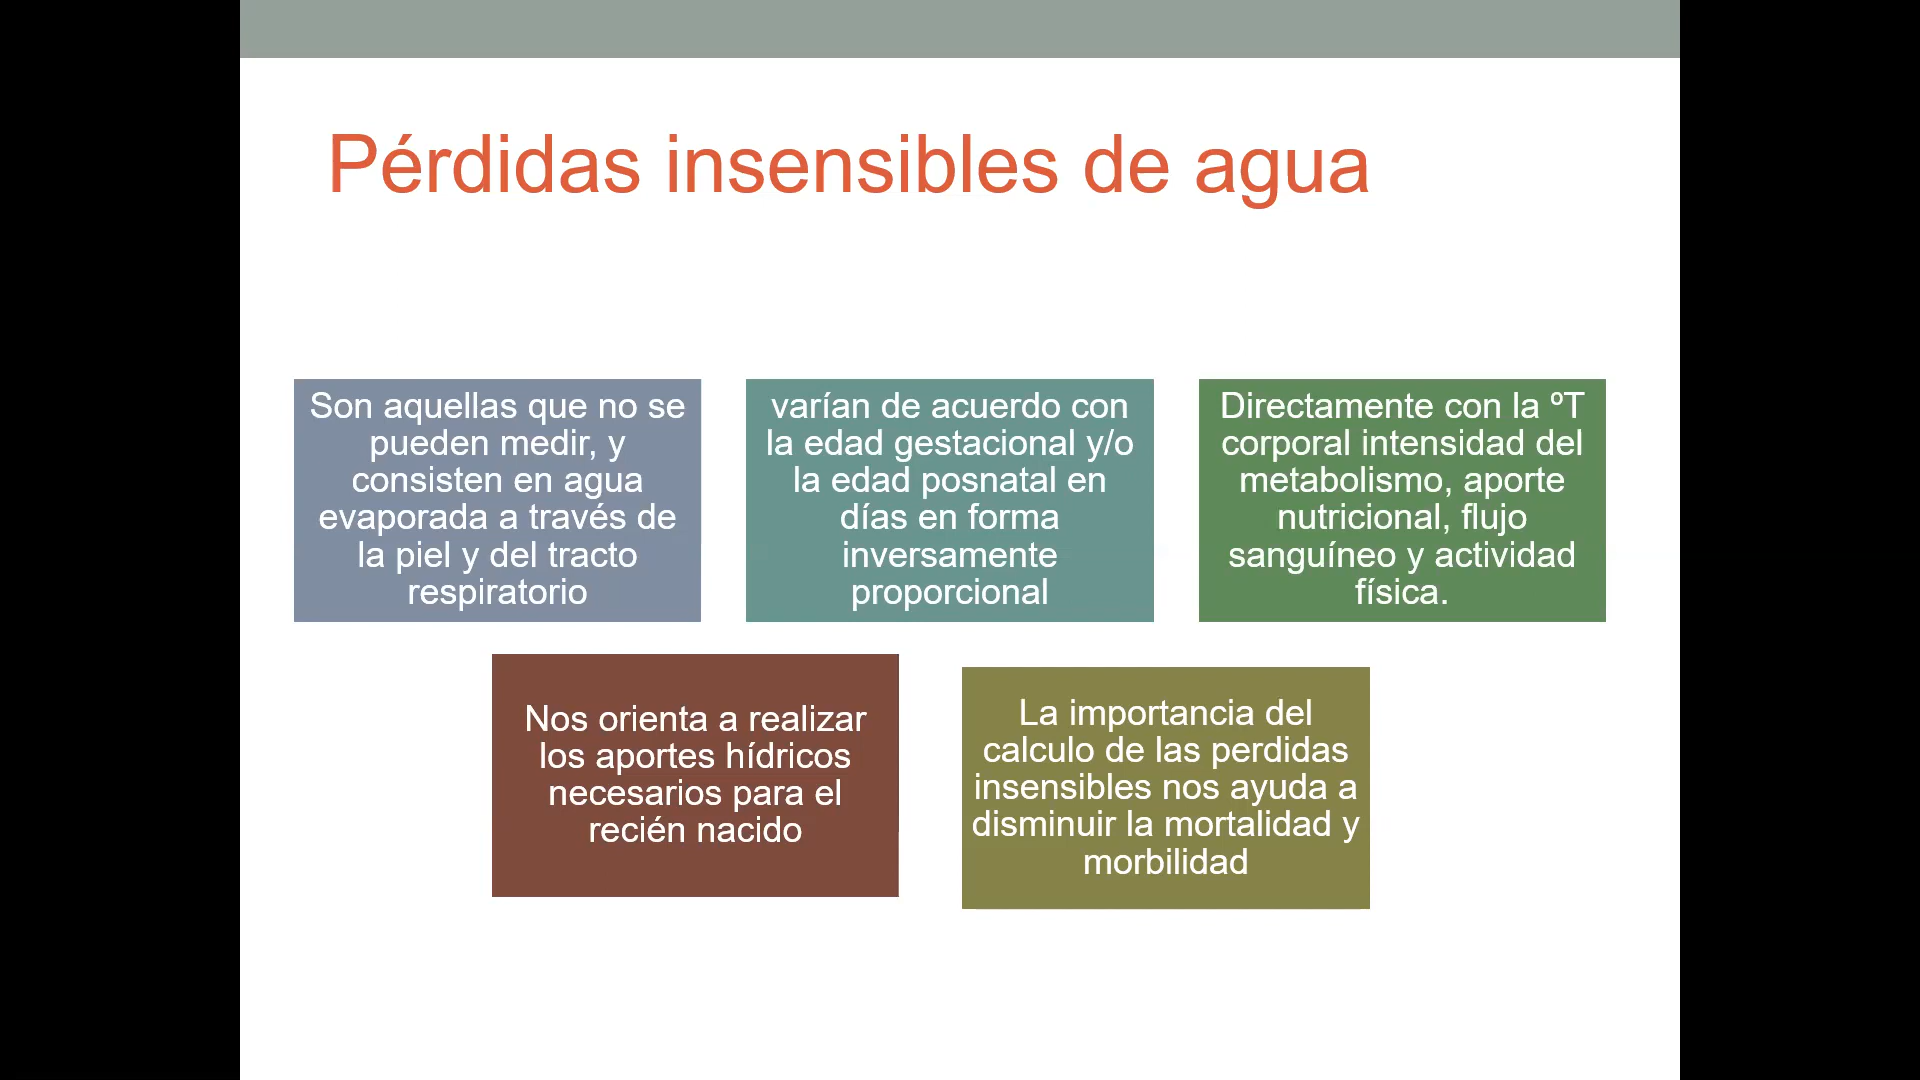 Pérdidas insensibles de agua
Son aquellas que no se
pueden medir, y
consisten en agua
evaporada a través de
la piel y del tracto
respiratorio
varían de acuerdo con
la edad gestacional y/o
la edad posnatal en
días en forma
inversamente
proporcional
Directamente con la ºT
corporal intensidad del
metabolismo, aporte
nutricional, flujo
sanguíneo y actividad
física.
Nos orienta a realizar
los aportes hídricos
necesarios para el
recién nacido
La importancia del
calculo de las perdidas
insensibles nos ayuda a
disminuir la mortalidad y
morbilidad